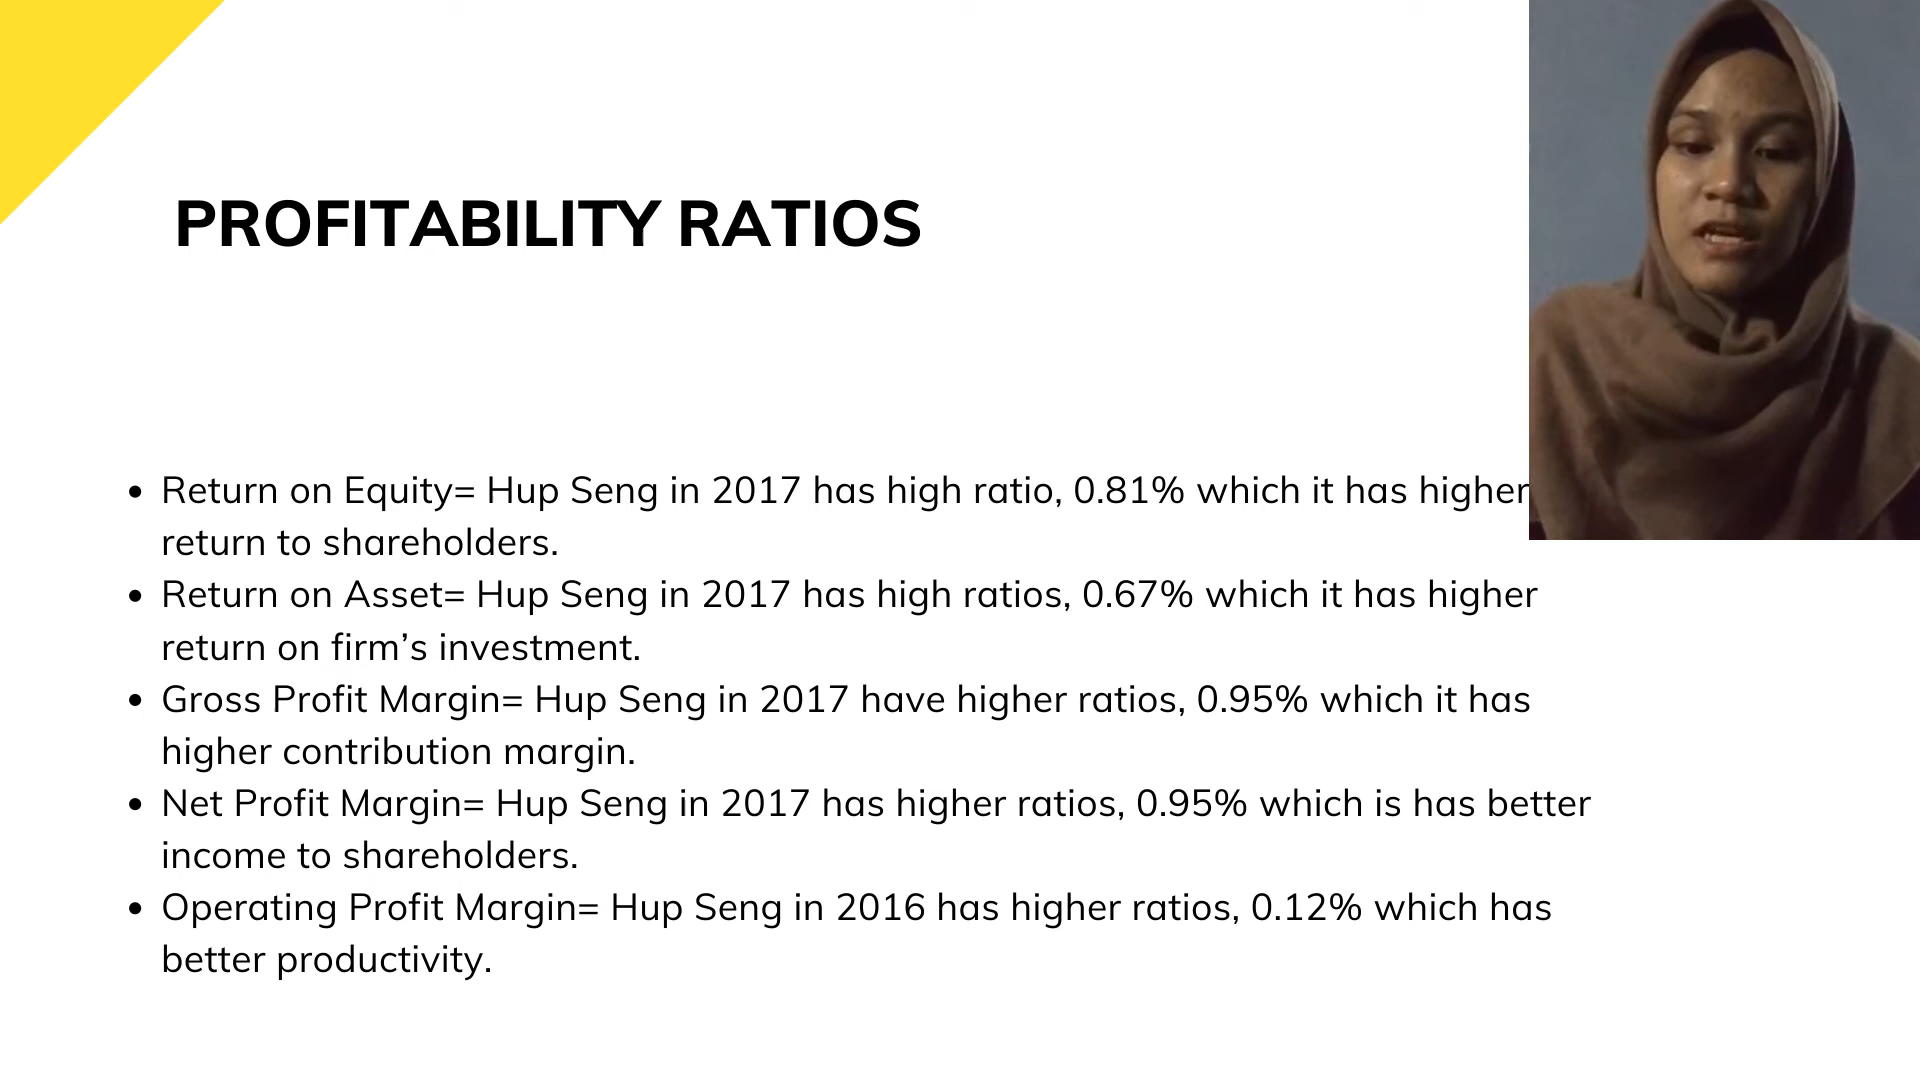 PROFITABILITY RATIOS
• Return on Equity= Hup Seng in 2017 has high ratio, 0.81% which it has higher
return to shareholders.
• Return on Asset= Hup Seng in 2017 has high ratios, 0.67% which it has higher
return on firm’s investment.
• Gross Profit Margin= Hup Seng in 2017 have higher ratios, 0.95% which it has
higher contribution margin.
• Net Profit Margin= Hup Seng in 2017 has higher ratios, 0.95% which is has better
income to shareholders.
• Operating Profit Margin= Hup Seng in 2016 has higher ratios, 0.12% which has
better productivity.